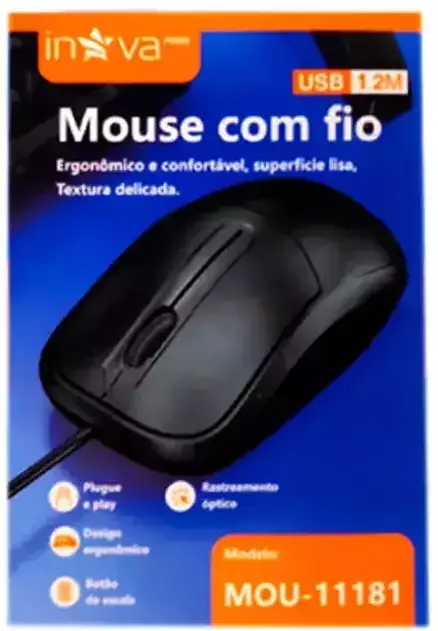 inova
USB 1.2M
Mouse com fio
Ergonômico e confortável, superficie lisa,
Textura delicada.
Plugue
e play
Rastreamento
óptico
Design
ergonômico
Botão
de escala
Modelo:
MOU-11181